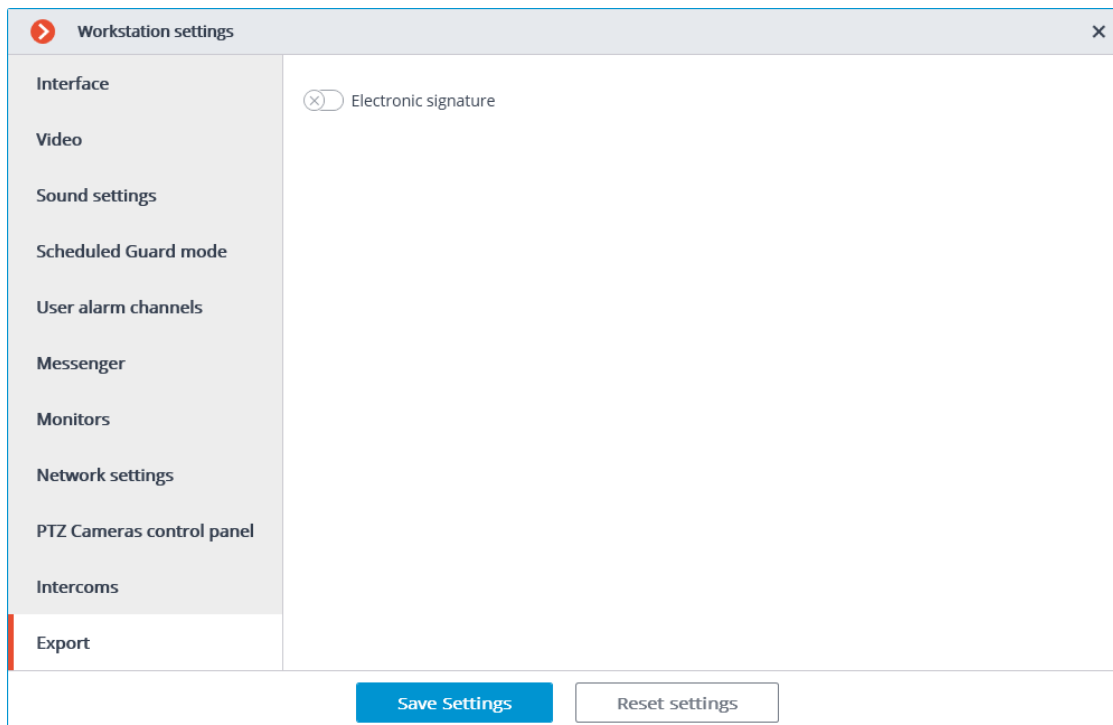 Workstation settings
Interface
Electronic signature
Video
Sound settings
Scheduled Guard mode
User alarm channels
Messenger
Monitors
Network settings
PTZ Cameras control panel
Intercoms
Export
Save Settings
Reset settings